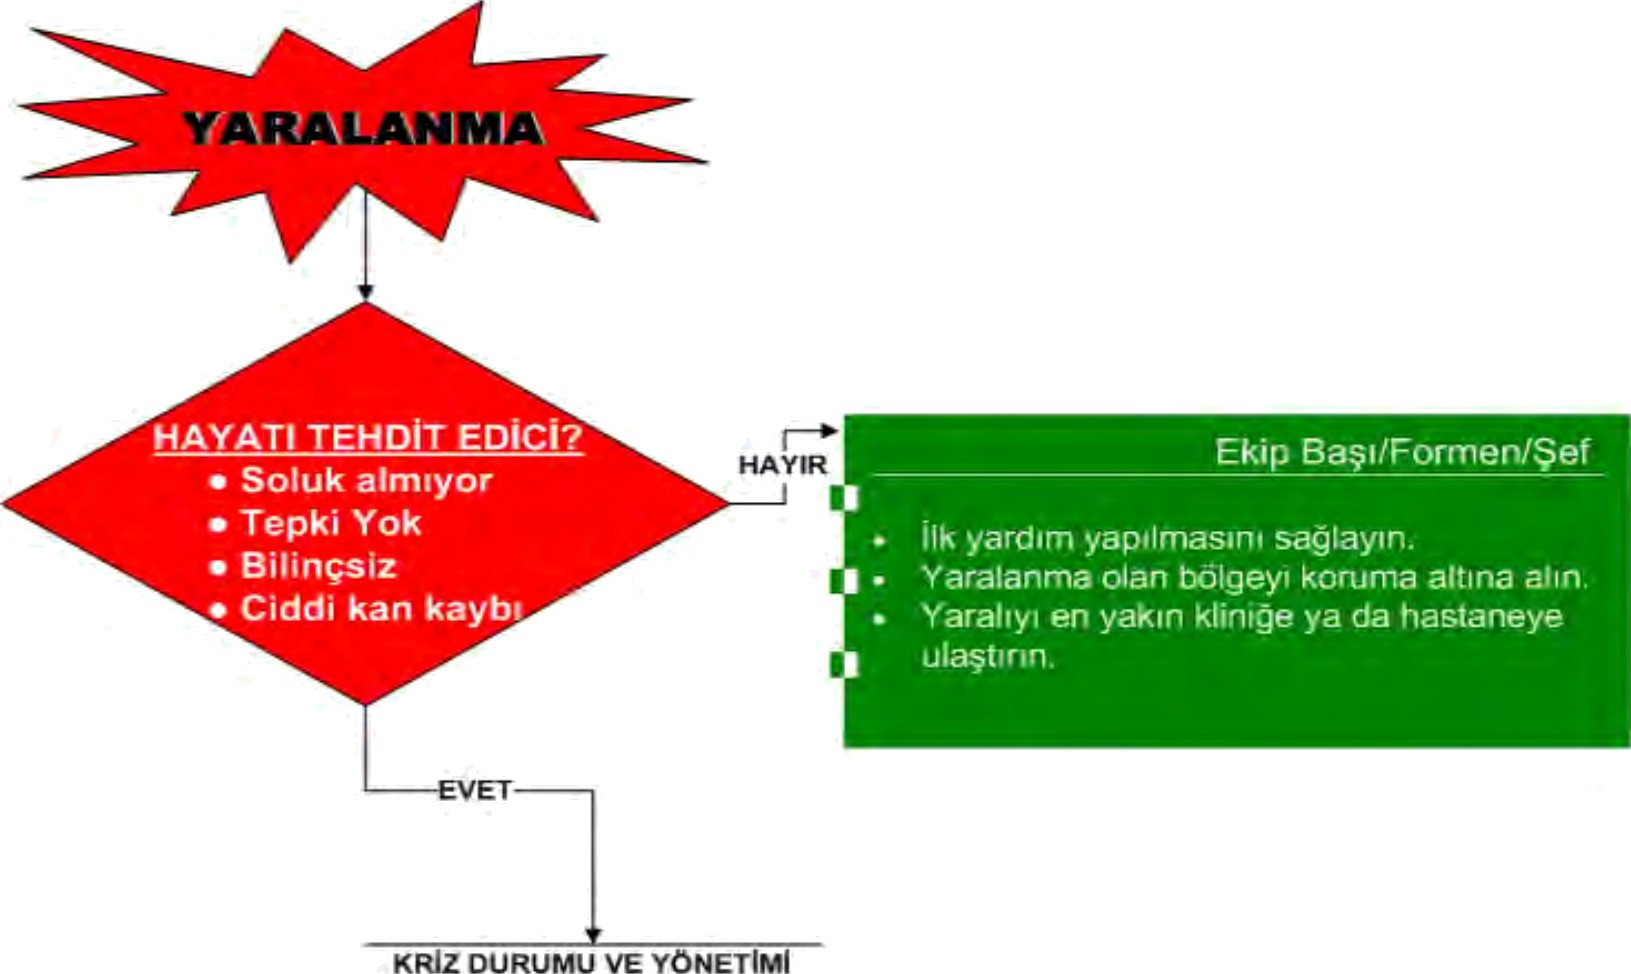 YARALANMA
HAYATI TEHDİT EDİCİ?
● Soluk almıyor
● Tepki Yok
● Bilinçsiz
● Ciddi kan kaybı
HAYIR
Ekip Başı/Formen/Şef
• İlk yardım yapılmasını sağlayın.
• Yaralanma olan bölgeyi koruma altına alın.
• Yaralıyı en yakın kliniğe ya da hastaneye
ulaştırın.
EVET
KRİZ DURUMU VE YÖNETİMİ